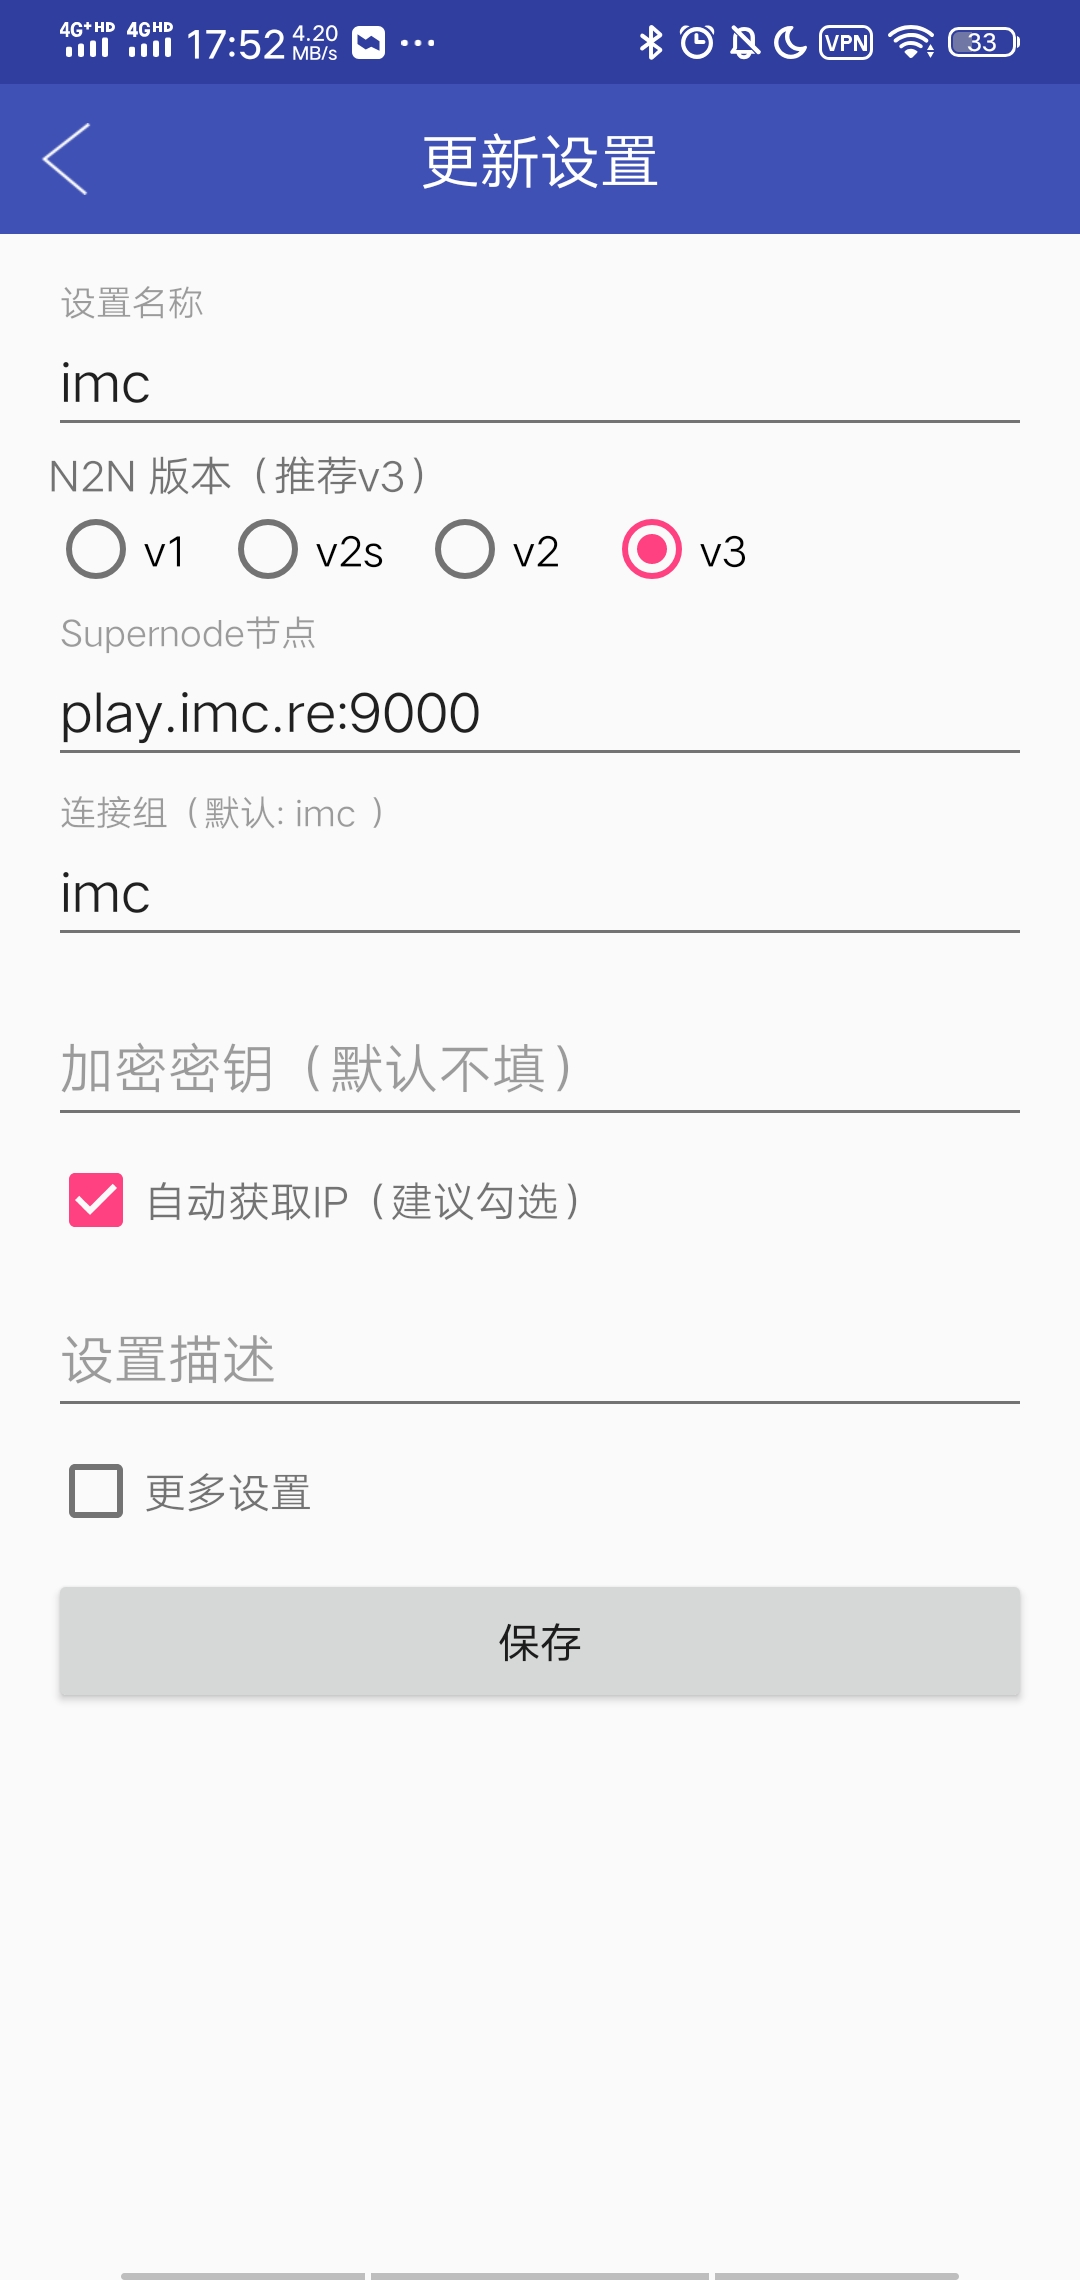 4G+HD 4GHD 17:52 4.20 MB/s ... VPN 33
更新设置
设置名称
imc
N2N 版本（推荐v3）
v1 v2s v2 v3
Supernode节点
play.imc.re:9000
连接组（默认: imc ）
imc
加密密钥（默认不填）
自动获取IP（建议勾选）
设置描述
更多设置
保存